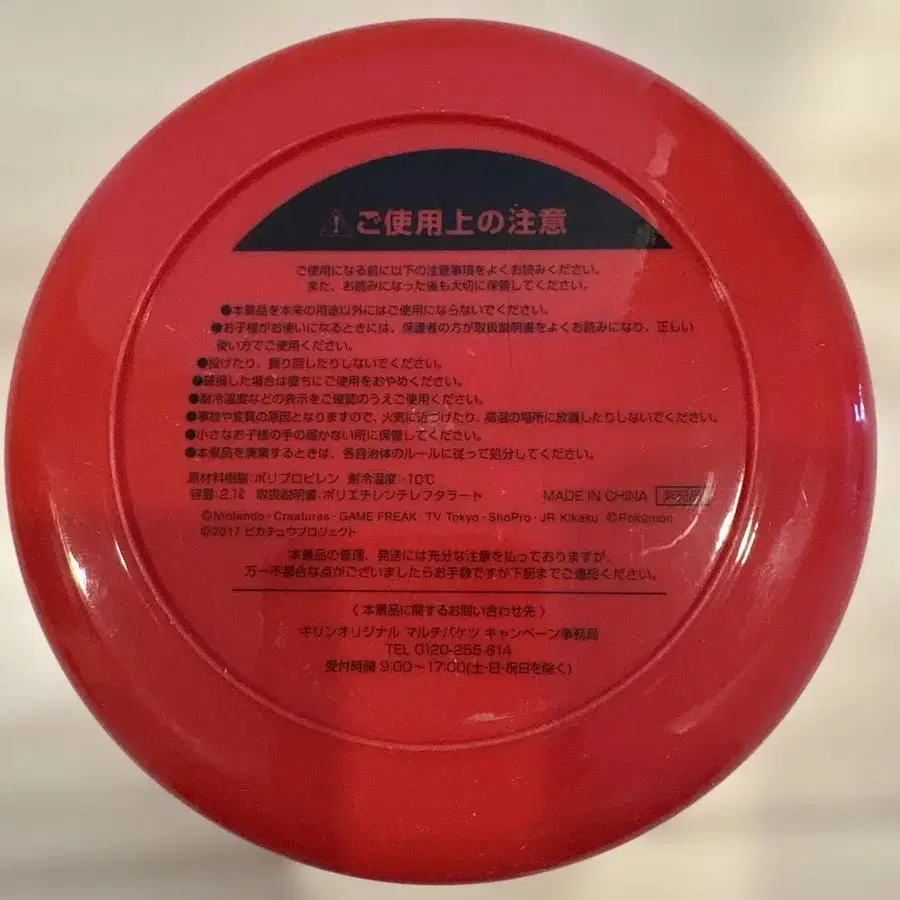 ⚠ご使用上の注意
ご使用になる前に以下の注意事項をよくお読みください。
また、お読みになった後も大切に保管してください。
●本景品を本来の用途以外にはご使用にならないでください。
●お子様がお使いになるときには、保護者の方が取扱説明書をよくお読みになり、正しい
使い方でご使用ください。
●投げたり、振り回したりしないでください。
●破損した場合は直ちにご使用をおやめください。
●耐冷温度などの表示をご確認のうえご使用ください。
●事故や変質の原因となりますので、火気に近づけたり、高温の場所に放置したりしないでください。
●小さなお子様の手の届かない所に保管してください。
●本景品を廃棄するときは、各自治体のルールに従って処分してください。
原材料樹脂:ポリプロピレン 耐冷温度:-10℃
容量:2.1ℓ 取扱説明書:ポリエチレンテレフタラート MADE IN CHINA 非売品
©Nintendo・Creatures・GAME FREAK・TV Tokyo・ShoPro・JR Kikaku ©Pokémon
©2017 ピカチュウプロジェクト
本景品の管理、発送には充分な注意を払っておりますが、
万一不都合な点がございましたらお手数ですが下記までご連絡ください。
〈本景品に関するお問い合わせ先〉
キリンオリジナル マルチバケツ キャンペーン事務局
TEL 0120-255-614
受付時間 9:00～17:00(土・日・祝日を除く)